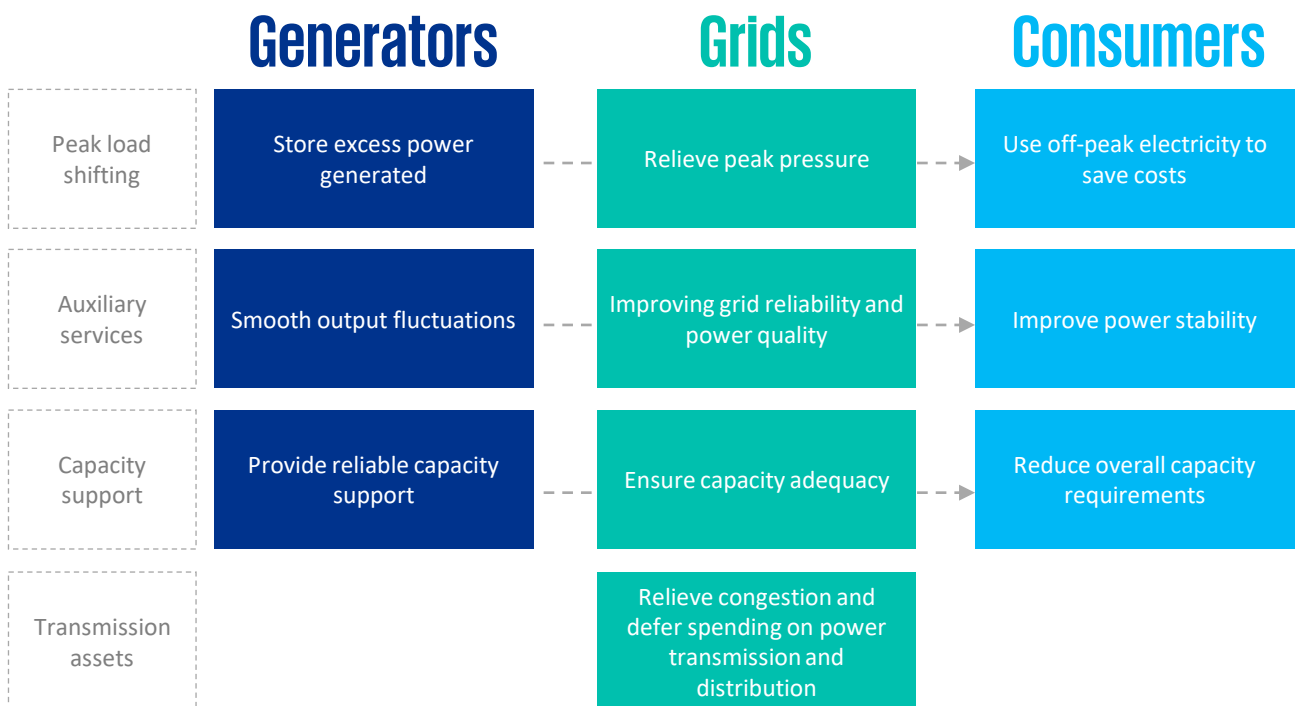 Generators
Grids
Consumers
Peak load
shifting
Store excess power
generated
Relieve peak pressure
Use off-peak electricity to
save costs
Auxiliary
services
Smooth output fluctuations
Improving grid reliability and
power quality
Improve power stability
Capacity
support
Provide reliable capacity
support
Ensure capacity adequacy
Reduce overall capacity
requirements
Transmission
assets
Relieve congestion and
defer spending on power
transmission and
distribution